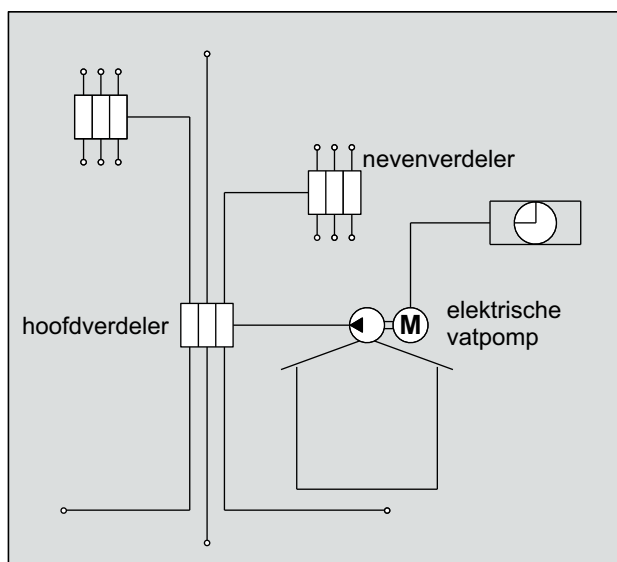 nevenverdeler
hoofdverdeler
M
elektrische
vatpomp